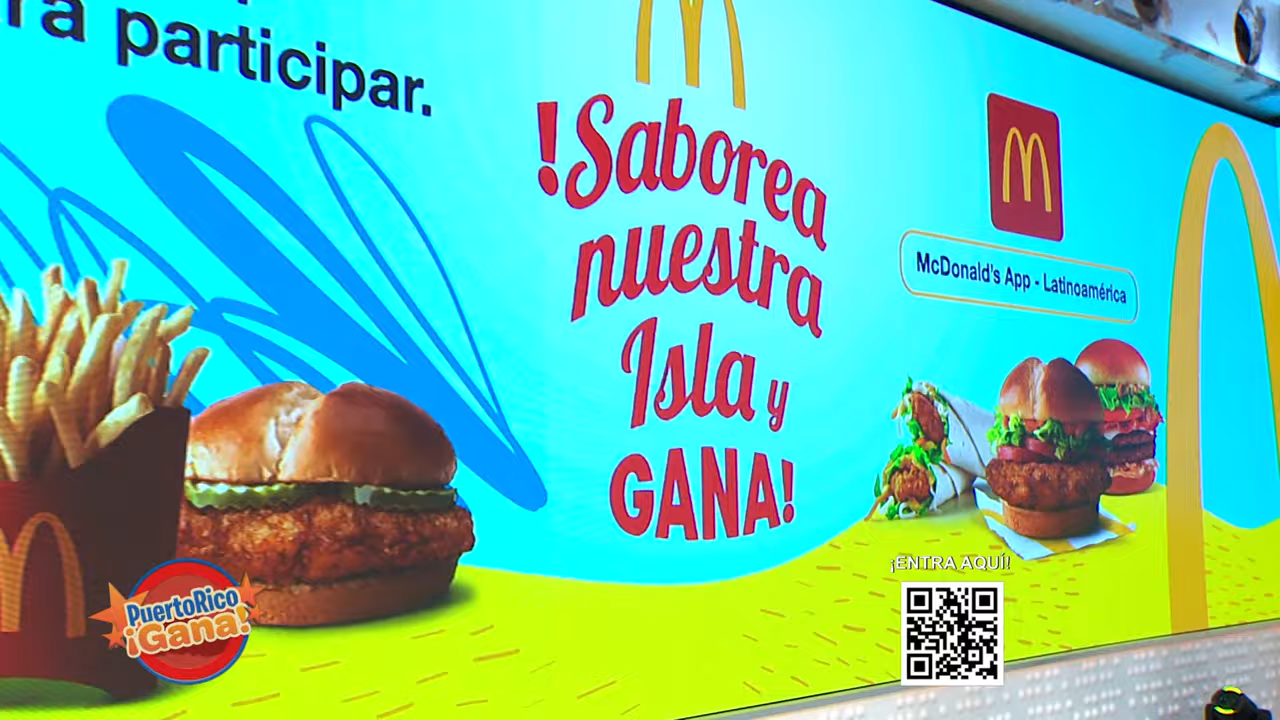 ra participar.
!Saborea
nuestra
Isla y
GANA!
McDonald's App - Latinoamérica
¡ENTRA AQUÍ!
PuertoRico
¡Gana!